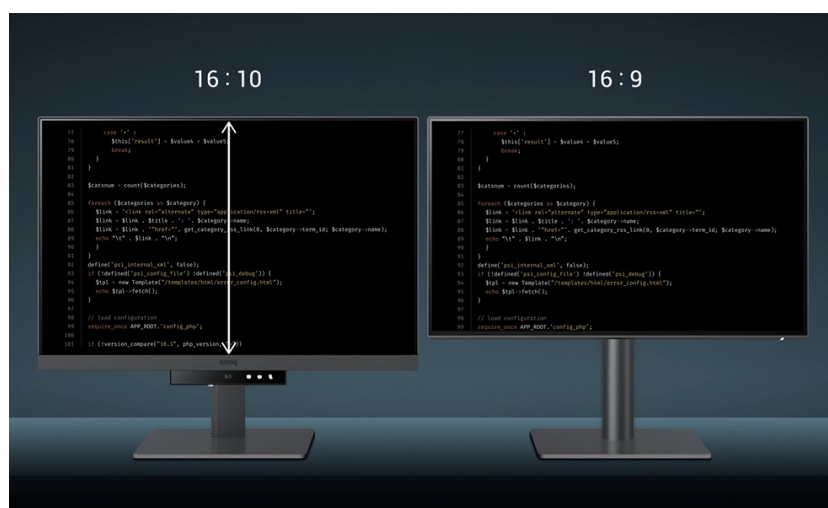 16:10
77 case '+' :
78 $this['result'] = $value4 + $value5;
79 break;
80 }
81 }
82
83 $catsnum = count($categories);
84
85 foreach ($categories as $category) {
86 $link = '<link rel="alternate" type="application/rss+xml" title="';
87 $link = $link . $title . ': '. $category->name;
88 $link = $link . '"href="'. get_category_rss_link(0, $category->term_id; $category->name);
89 echo "\t" . $link . "\n";
90 }
91 }
92 define('psi_internal_xml', false);
93 if (!defined('psi_config_file') !defined('psi_debug')) {
94 $tpl = new Template("/templates/html/error_config.html");
95 echo $tpl->fetch();
96 }
97
98 // load configuration
99 require_once APP_ROOT.'config_php';
100
101 if (!version_compare("30.3", php_version,
BenQ
16:9
77 case '+' :
78 $this['result'] = $value4 + $value5;
79 break;
80 }
81 }
82
83 $catsnum = count($categories);
84
85 foreach ($categories as $category) {
86 $link = '<link rel="alternate" type="application/rss+xml" title="';
87 $link = $link . $title . ': '. $category->name;
88 $link = $link . '"href="'. get_category_rss_link(0, $category->term_id; $category->name);
89 echo "\t" . $link . "\n";
90 }
91 }
92 define('psi_internal_xml', false);
93 if (!defined('psi_config_file') !defined('psi_debug')) {
94 $tpl = new Template("/templates/html/error_config.html");
95 echo $tpl->fetch();
96 }
97
98 // load configuration
99 require_once APP_ROOT.'config_php';